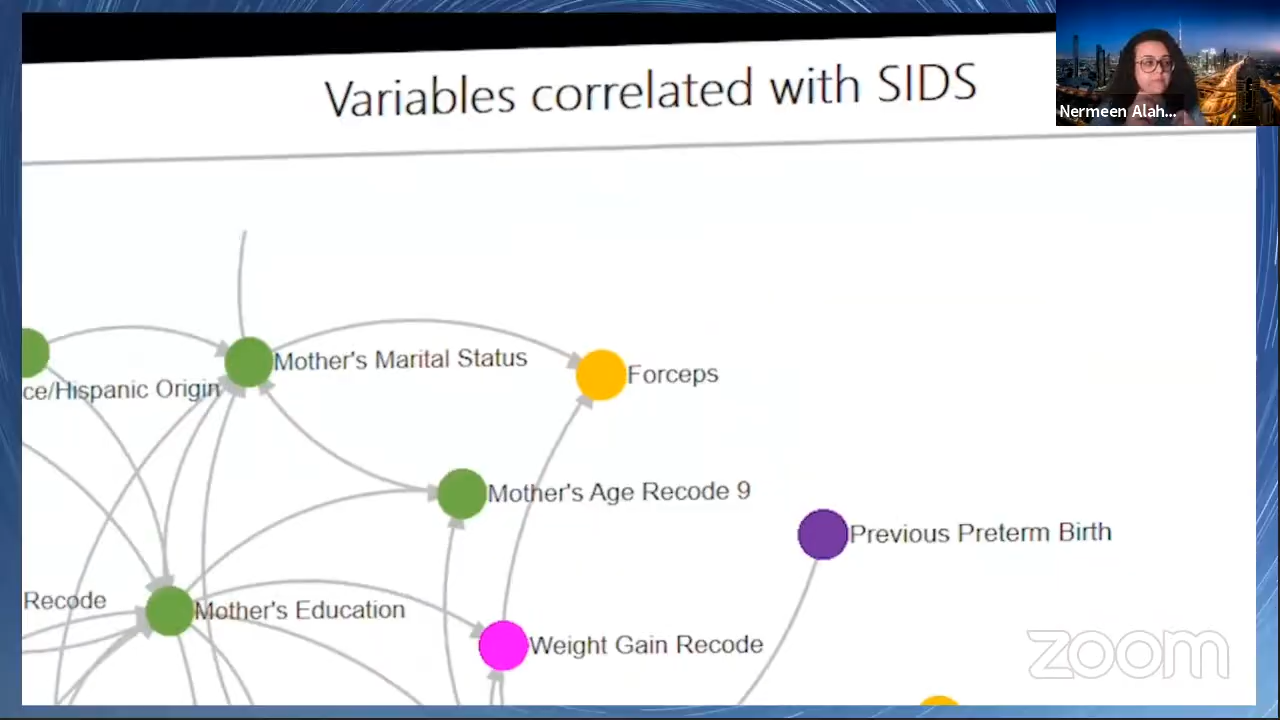 Variables correlated with SIDS
Nermeen Alah...
Mother's Marital Status
ce/Hispanic Origin
Forceps
Mother's Age Recode 9
Previous Preterm Birth
Recode
Mother's Education
Weight Gain Recode
zoom